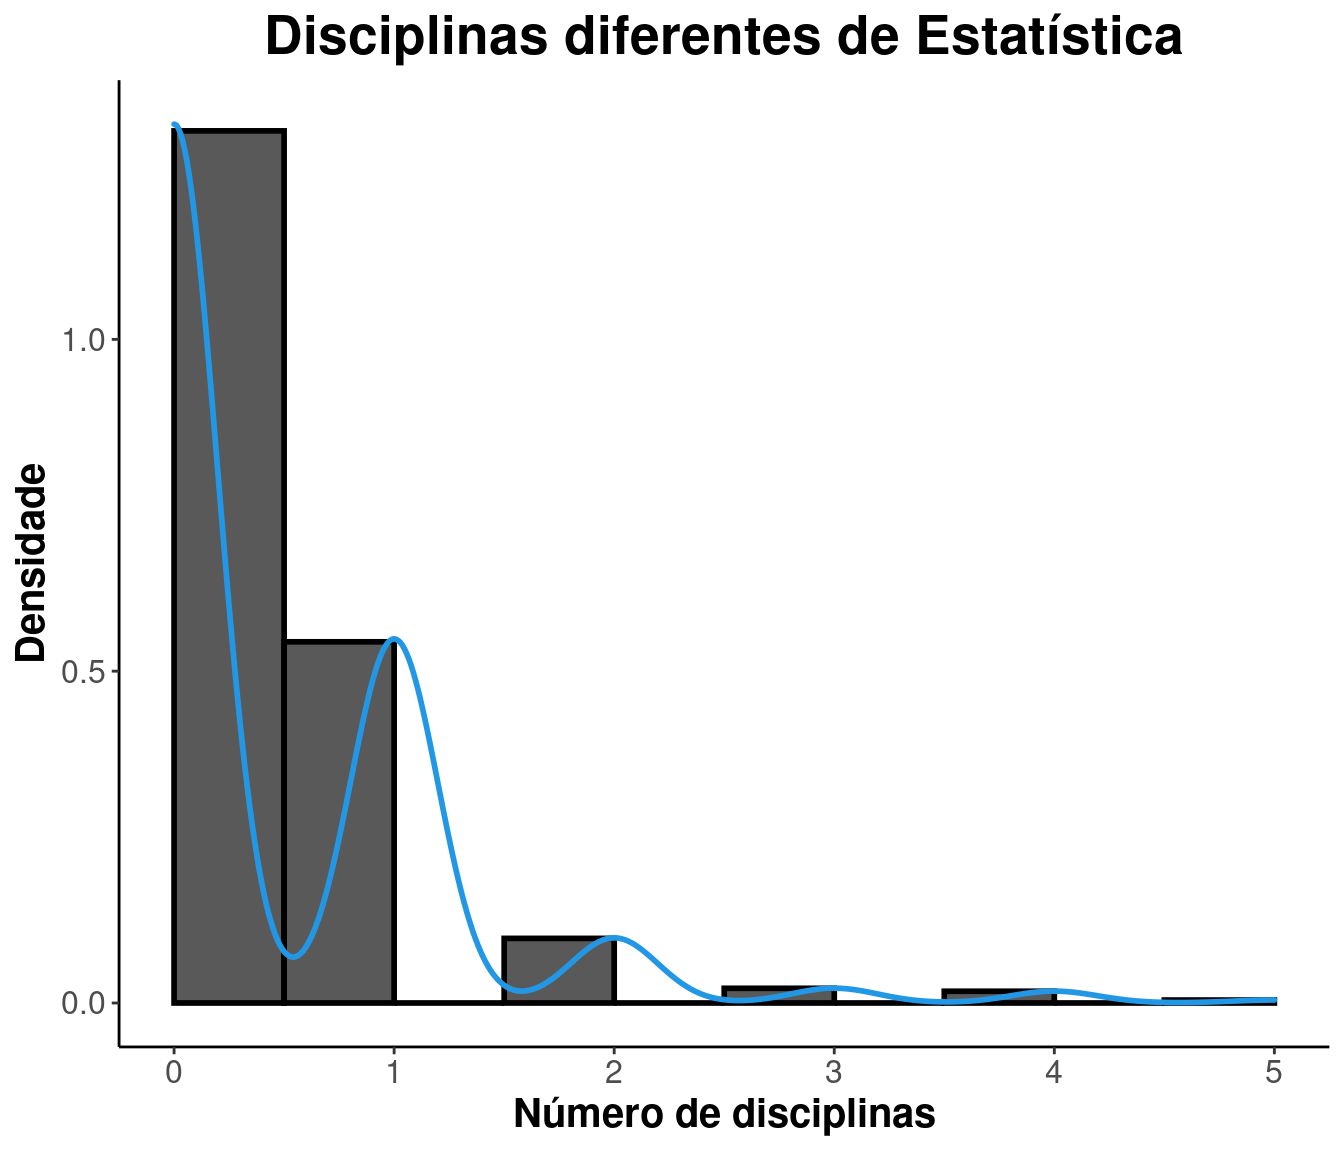 Disciplinas diferentes de Estatística
Densidade
1.0
0.5
0.0
0 1 2 3 4 5
Número de disciplinas